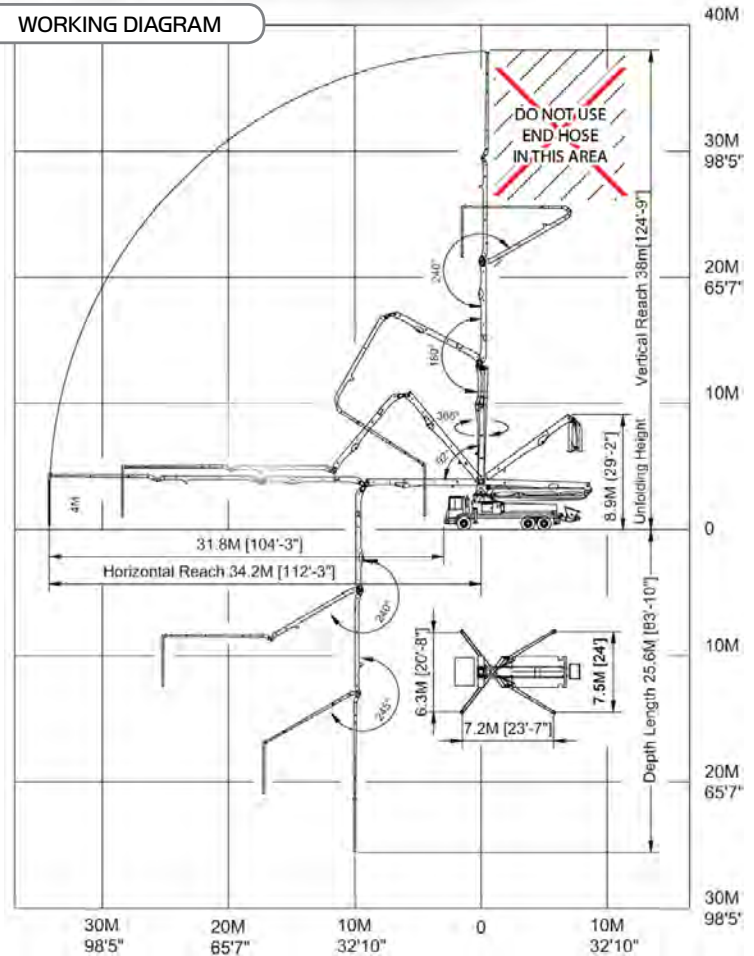 WORKING DIAGRAM
40M
DO NOT USE
END HOSE
IN THIS AREA
30M
98'5"
Vertical Reach 38m[124'-9"]
240°
20M
65'7"
180°
10M
365°
92°
8.9M (29'-2")
Unfolding Height
4M
0
31.8M [104'-3"]
Horizontal Reach 34.2M [112'-3"]
240°
6.3M [20'-8"]
7.5M [24']
10M
Depth Length 25.6M [83'-10"]
245°
7.2M [23'-7"]
20M
65'7"
30M
98'5"
30M 20M 10M 0 10M
98'5" 65'7" 32'10" 32'10"